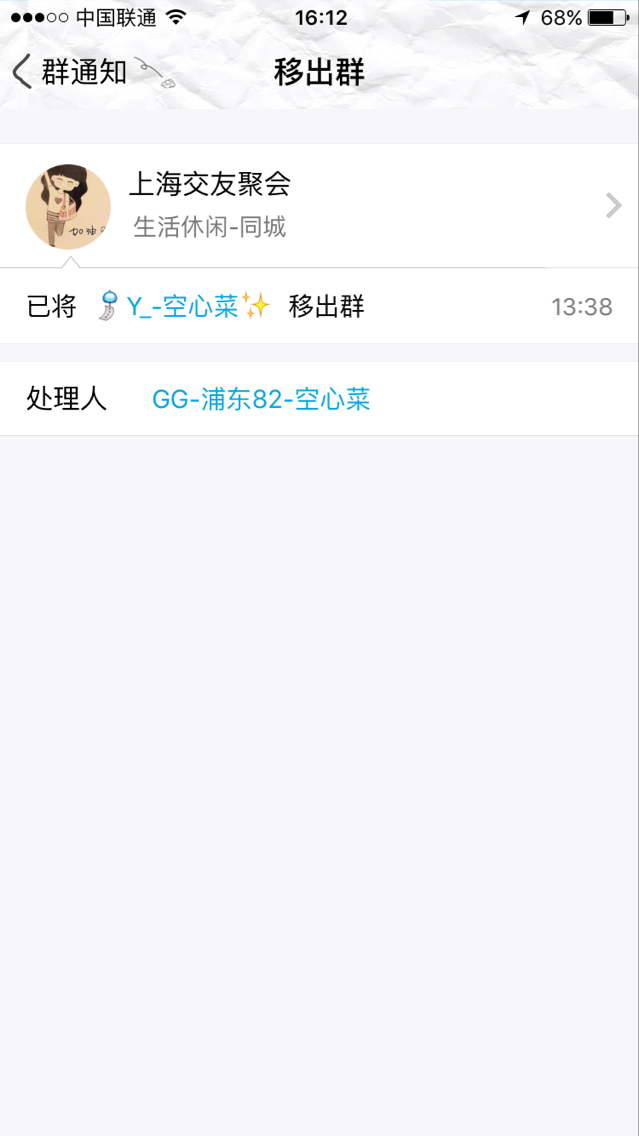 中国联通 16:12 68%
群通知 移出群
上海交友聚会
生活休闲-同城
加油
已将 🎐Y_-空心菜✨ 移出群 13:38
处理人 GG-浦东82-空心菜